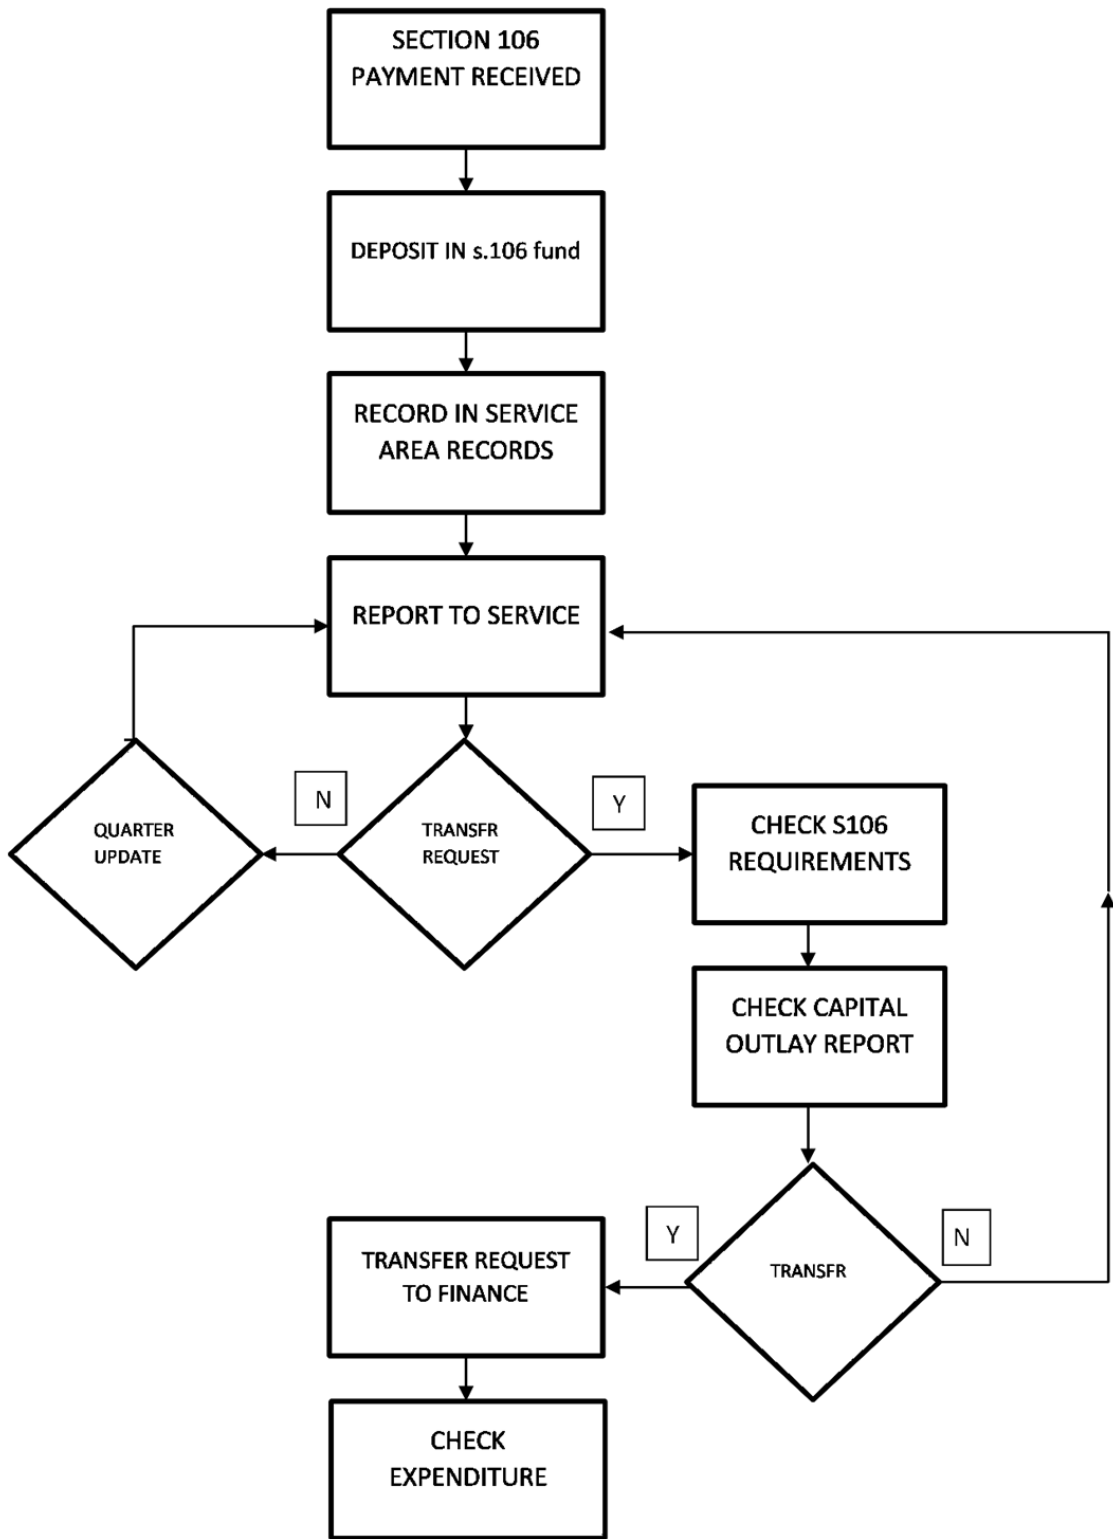 SECTION 106
PAYMENT RECEIVED
DEPOSIT IN s.106 fund
RECORD IN SERVICE
AREA RECORDS
REPORT TO SERVICE
QUARTER
UPDATE
N
TRANSFR
REQUEST
Y
CHECK S106
REQUIREMENTS
CHECK CAPITAL
OUTLAY REPORT
TRANSFER REQUEST
TO FINANCE
Y
TRANSFR
N
CHECK
EXPENDITURE